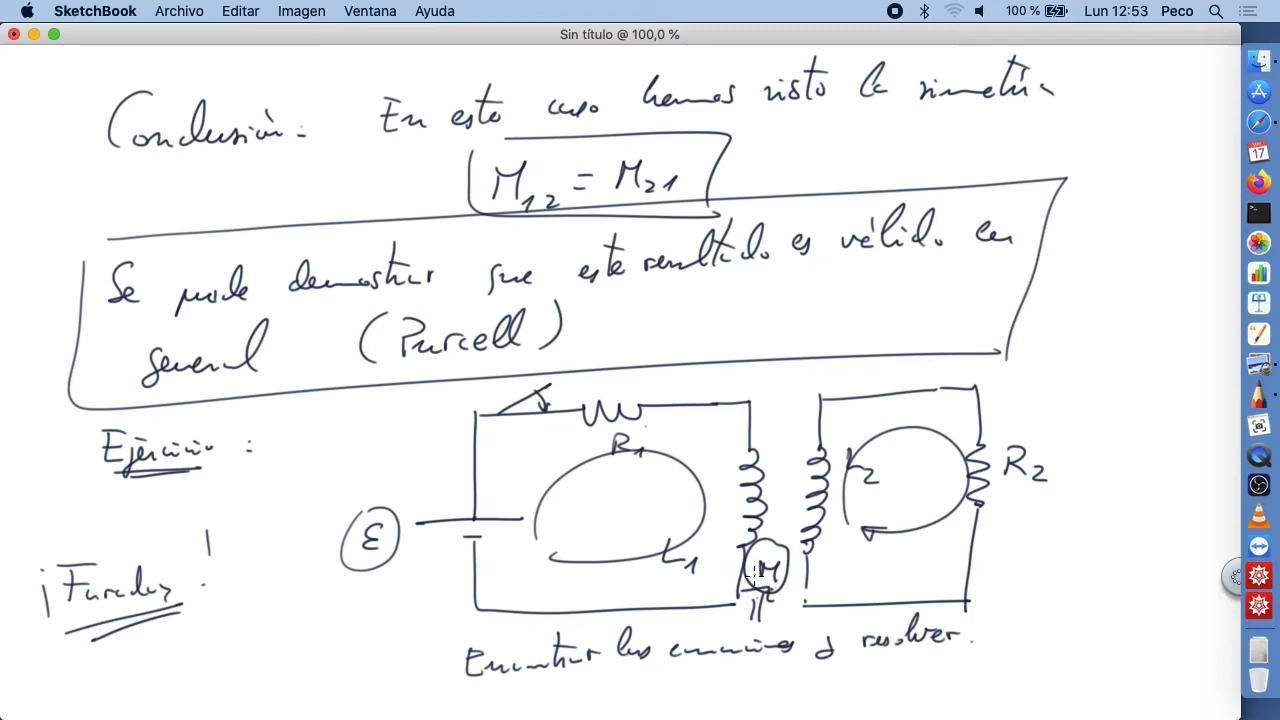 SketchBook Archivo Editar Imagen Ventana Ayuda 100 % Lun 12:53 Peco
Sin título @ 100,0 %
Conclusión: En este caso hemos visto la simetría
M12 = M21
Se puede demostrar que este resultado es válido en
general (Purcell)
Ejercicio:
R1
L2
R2
ε
L1
M
¡Faraday!
Encontrar las ecuaciones y resolver.
MAY
17